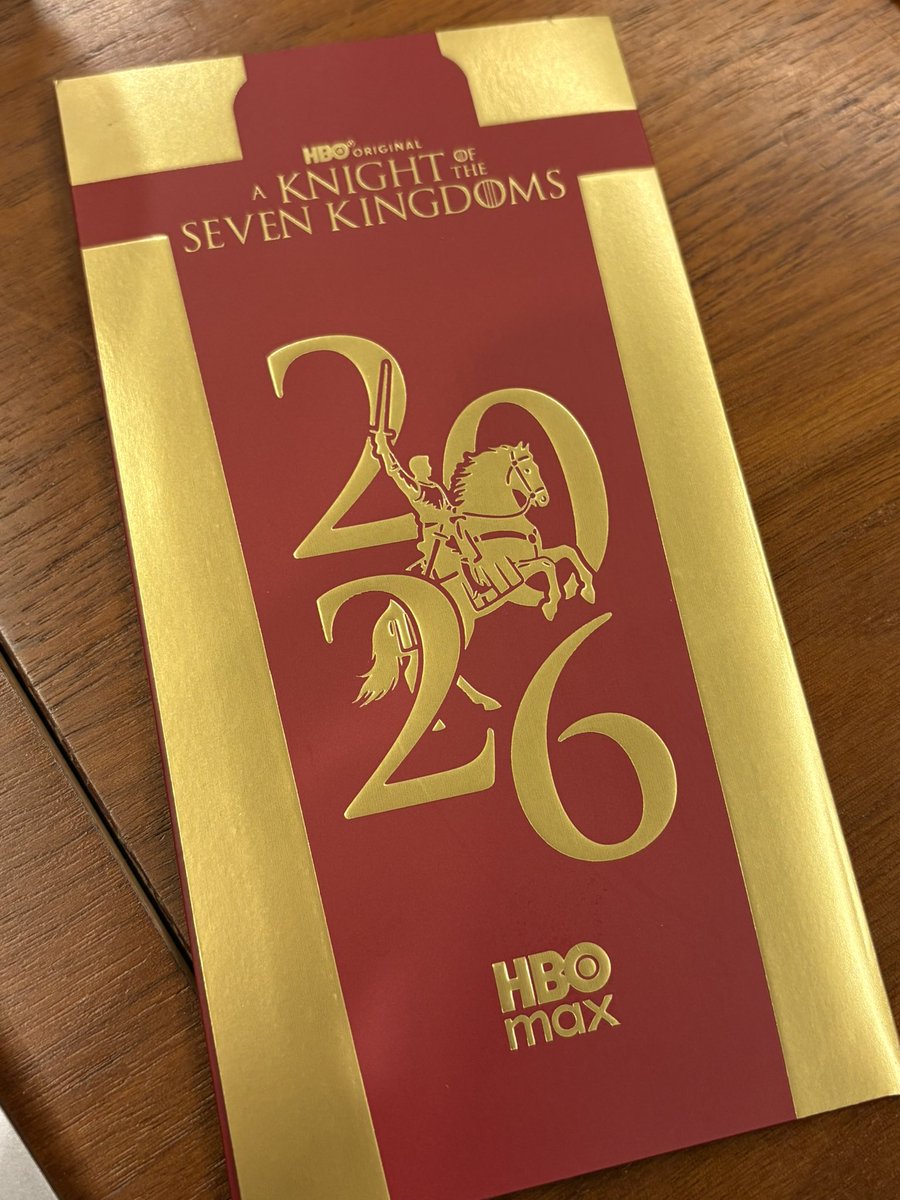 HBO® ORIGINAL
A KNIGHT OF THE
SEVEN KINGDOMS
20
26
HBO
max